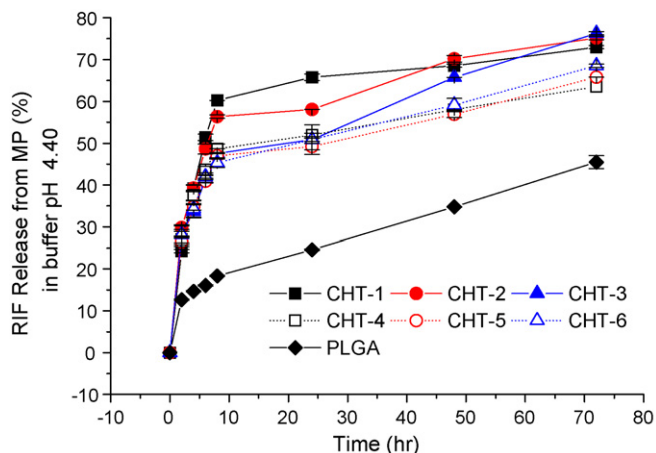 RIF Release from MP (%)
in buffer pH 4.40
80
70
60
50
40
30
20
10
0
-10
CHT-1 CHT-2 CHT-3
CHT-4 CHT-5 CHT-6
PLGA
-10 0 10 20 30 40 50 60 70 80
Time (hr)